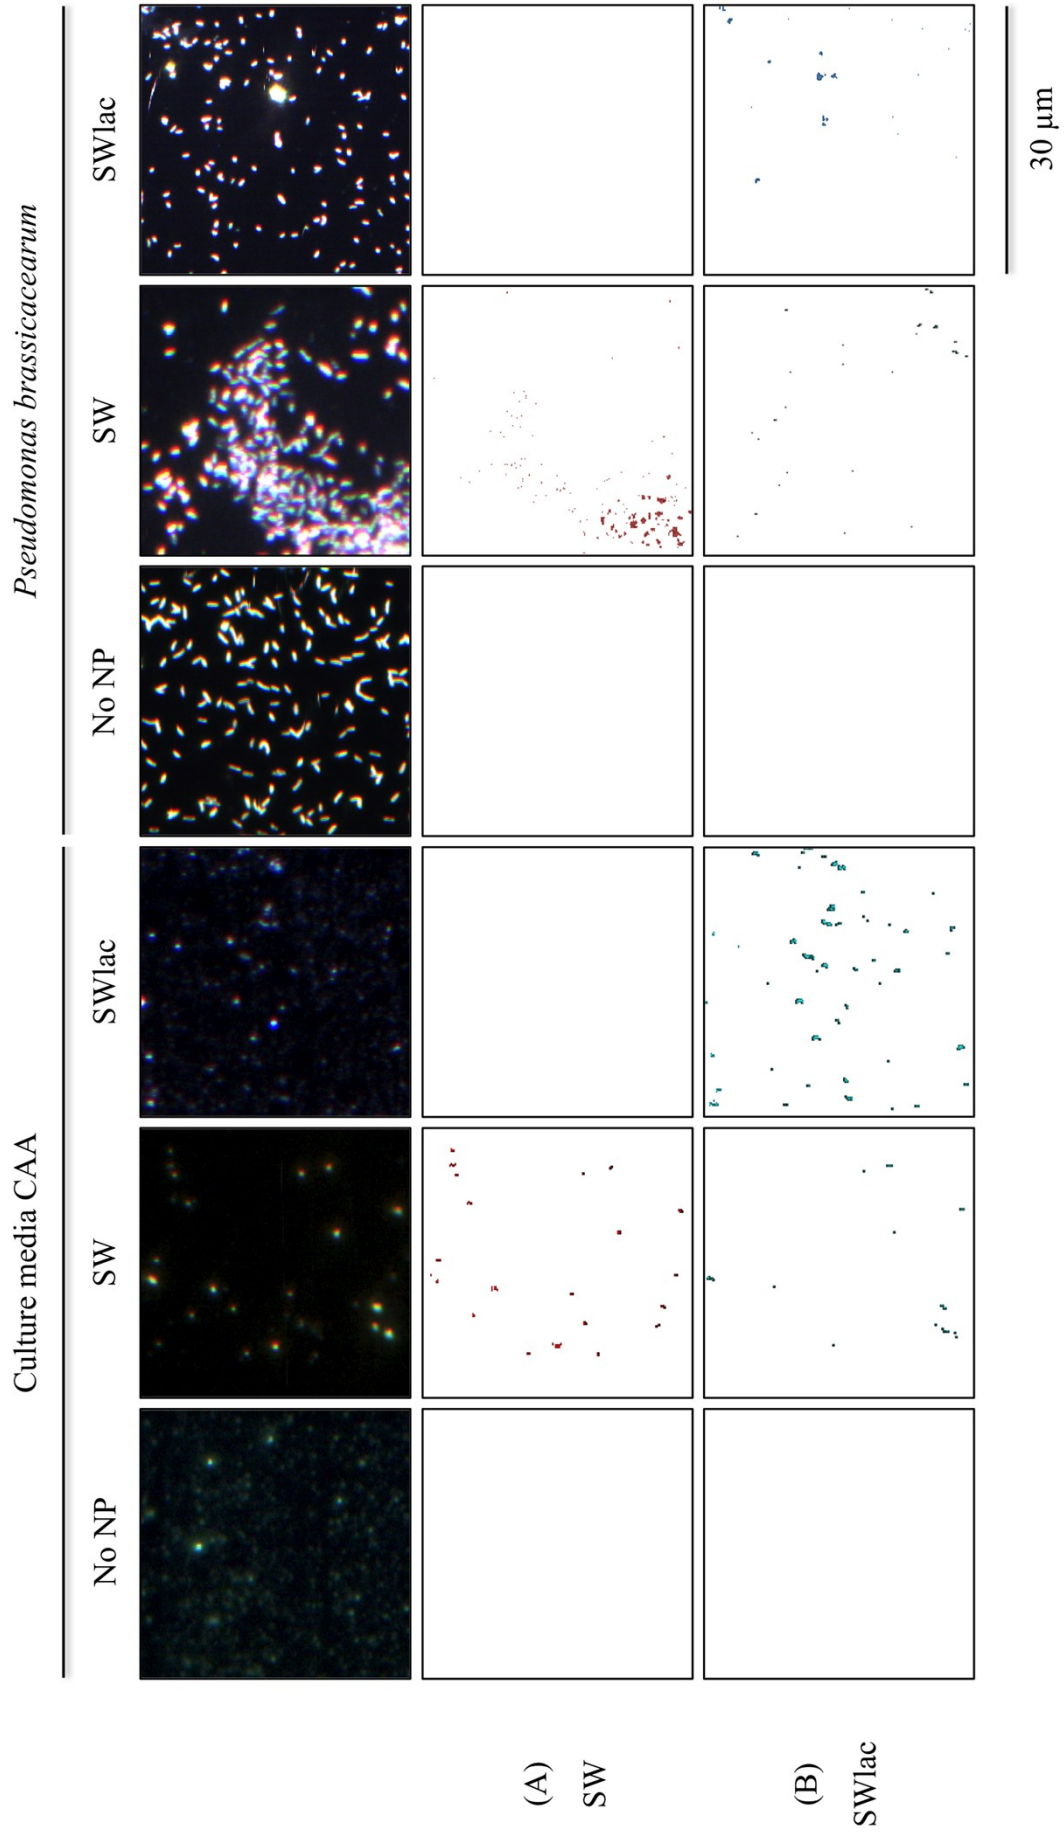 Culture media CAA
Pseudomonas brassicacearum
No NP
SW
SWlac
No NP
SW
SWlac
(A)
SW
(B)
SWlac
30 µm